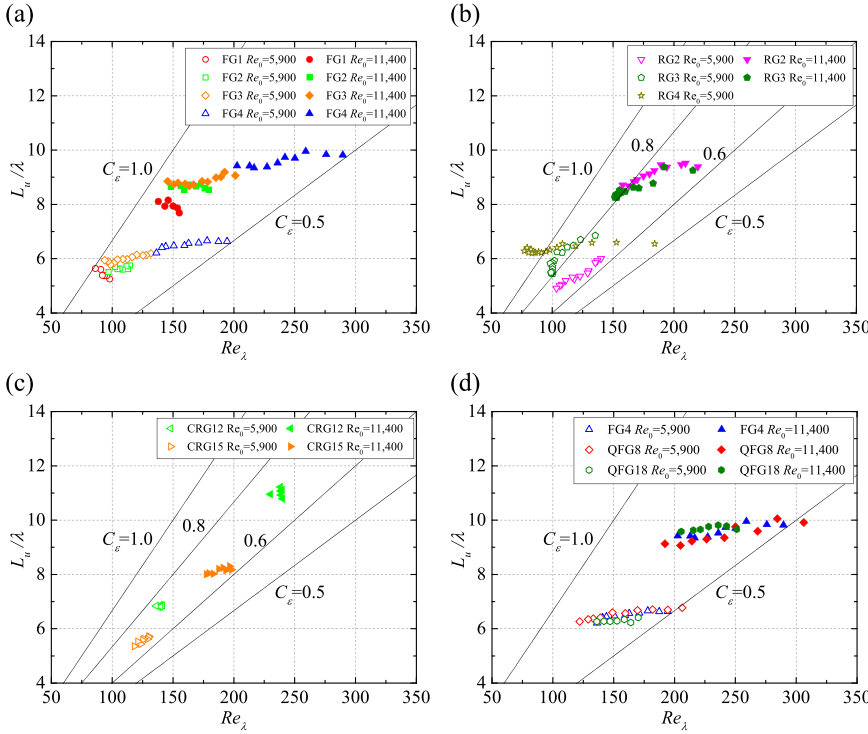 (a)
14
12
10
8
6
4
L_u/λ
FG1 Re_0=5,900 FG1 Re_0=11,400
FG2 Re_0=5,900 FG2 Re_0=11,400
FG3 Re_0=5,900 FG3 Re_0=11,400
FG4 Re_0=5,900 FG4 Re_0=11,400
C_ε=1.0
C_ε=0.5
50 100 150 200 250 300 350
Re_λ
(b)
14
12
10
8
6
4
L_u/λ
RG2 Re_0=5,900 RG2 Re_0=11,400
RG3 Re_0=5,900 RG3 Re_0=11,400
RG4 Re_0=5,900
C_ε=1.0
0.8
0.6
C_ε=0.5
50 100 150 200 250 300 350
Re_λ
(c)
14
12
10
8
6
4
L_u/λ
CRG12 Re_0=5,900 CRG12 Re_0=11,400
CRG15 Re_0=5,900 CRG15 Re_0=11,400
C_ε=1.0
0.8
0.6
C_ε=0.5
50 100 150 200 250 300 350
Re_λ
(d)
14
12
10
8
6
4
L_u/λ
FG4 Re_0=5,900 FG4 Re_0=11,400
QFG8 Re_0=5,900 QFG8 Re_0=11,400
QFG18 Re_0=5,900 QFG18 Re_0=11,400
C_ε=1.0
C_ε=0.5
50 100 150 200 250 300 350
Re_λ